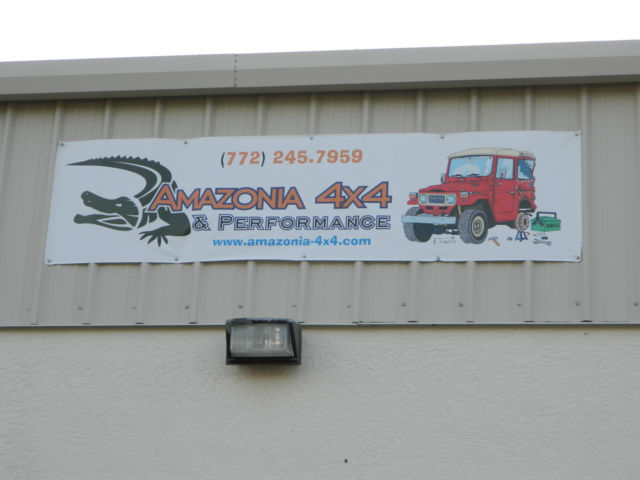 (772) 245.7959
AMAZONIA 4X4
& PERFORMANCE
www.amazonia-4x4.com